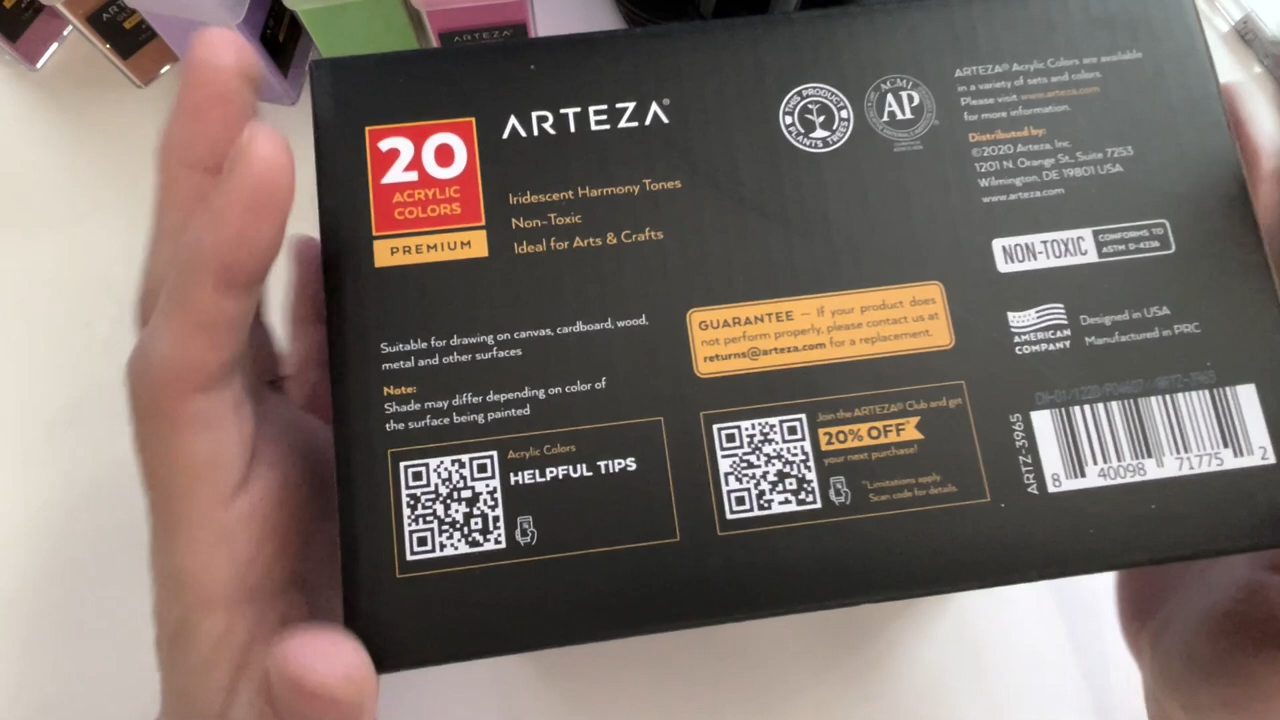 ARTEZA
ARTEZA
20
ACRYLIC
COLORS
PREMIUM
ARTEZA®
Iridescent Harmony Tones
Non-Toxic
Ideal for Arts & Crafts
THIS PRODUCT
PLANTS TREES
ACMI
AP
ARTEZA® Acrylic Colors are available
in a variety of sets and colors.
Please visit www.arteza.com
for more information.
Distributed by:
©2020 Arteza, Inc.
1201 N. Orange St., Suite 7253
Wilmington, DE 19801 USA
www.arteza.com
NON-TOXIC
CONFORMS TO
ASTM D-4236
Suitable for drawing on canvas, cardboard, wood,
metal and other surfaces
Note:
Shade may differ depending on color of
the surface being painted
GUARANTEE — If your product does
not perform properly, please contact us at
returns@arteza.com for a replacement.
AMERICAN
COMPANY
Designed in USA
Manufactured in PRC
Acrylic Colors
HELPFUL TIPS
Join the ARTEZA® Club and get
20% OFF*
your next purchase!
*Limitations apply.
Scan code for details.
ARTZ-3965
8 40098 71775 2